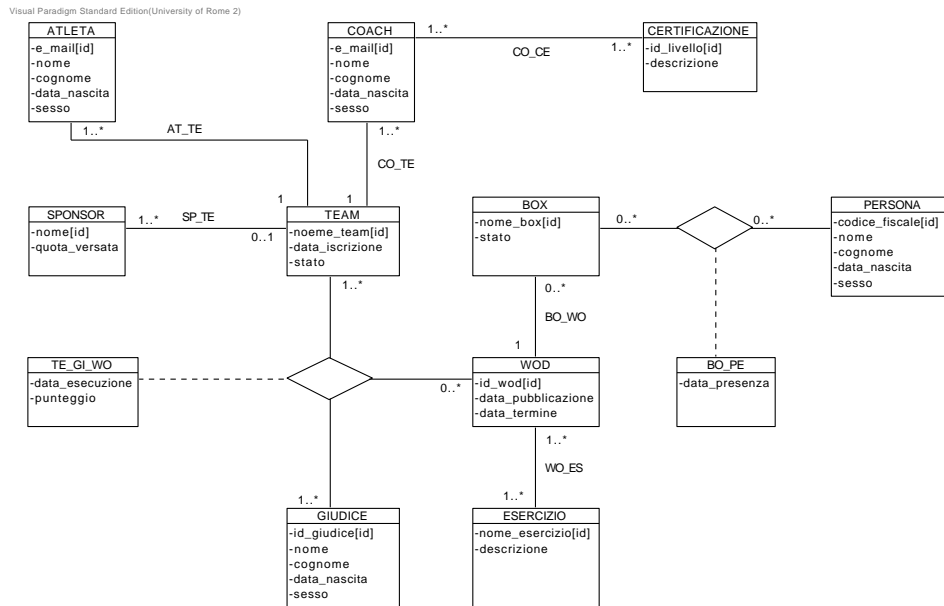 Visual Paradigm Standard Edition(University of Rome 2)
ATLETA
-e_mail[id]
-nome
-cognome
-data_nascita
-sesso
COACH
-e_mail[id]
-nome
-cognome
-data_nascita
-sesso
1..*
CO_CE
1..*
CERTIFICAZIONE
-id_livello[id]
-descrizione
1..*
AT_TE
1
1..*
CO_TE
1
SPONSOR
-nome[id]
-quota_versata
1..*
SP_TE
0..1
TEAM
-noeme_team[id]
-data_iscrizione
-stato
1..*
BOX
-nome_box[id]
-stato
0..*
0..*
PERSONA
-codice_fiscale[id]
-nome
-cognome
-data_nascita
-sesso
0..*
BO_WO
1
TE_GI_WO
-data_esecuzione
-punteggio
0..*
WOD
-id_wod[id]
-data_pubblicazione
-data_termine
BO_PE
-data_presenza
1..*
WO_ES
1..*
1..*
GIUDICE
-id_giudice[id]
-nome
-cognome
-data_nascita
-sesso
ESERCIZIO
-nome_esercizio[id]
-descrizione